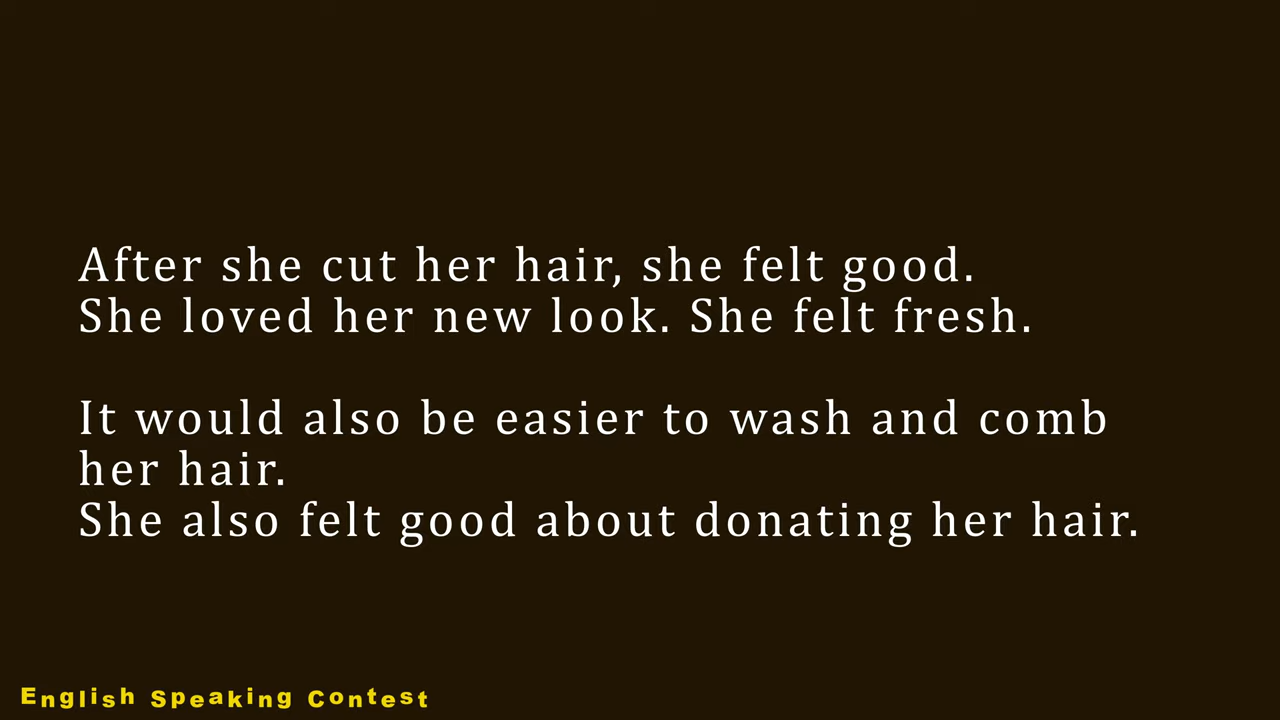 After she cut her hair, she felt good.
She loved her new look. She felt fresh.
It would also be easier to wash and comb
her hair.
She also felt good about donating her hair.
English Speaking Contest